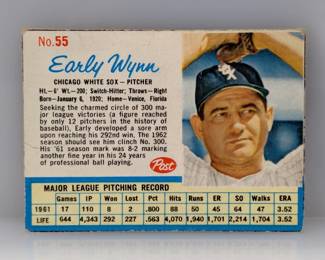 No. 55
Early Wynn
CHICAGO WHITE SOX – PITCHER
Ht.–6' Wt.–200; Switch-Hitter; Throws–Right
Born–January 6, 1920; Home–Venice, Florida
Seeking the charmed circle of 300 ma-
jor league victories (a figure reached
by only 12 pitchers in the history of
baseball), Early developed a sore arm
upon reaching his 292nd win. The 1962
season should see him clinch No. 300.
His '61 season mark was 8-2 marking
another fine year in his 24 years of
professional ball playing.
Post
SOX
MAJOR LEAGUE PITCHING RECORD
Games IP Won Lost Pct. Hits Runs ER SO Walks ERA
1961 17 110 8 2 .800 88 50 45 64 47 3.52
LIFE 644 4,343 292 227 .563 4,070 1,940 1,701 2,214 1,704 3.52